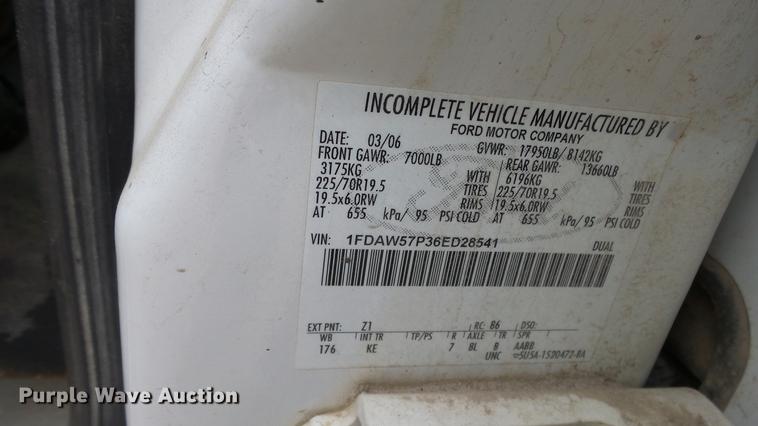 INCOMPLETE VEHICLE MANUFACTURED BY
FORD MOTOR COMPANY
DATE: 03/06 GVWR: 17950LB/ 8142KG
FRONT GAWR: 7000LB REAR GAWR: 13660LB
3175KG WITH 6196KG WITH
225/70R19.5 TIRES 225/70R19.5 TIRES
19.5x6.0RW RIMS 19.5x6.0RW RIMS
AT 655 kPa/ 95 PSI COLD AT 655 kPa/ 95 PSI COLD
VIN: 1FDAW57P36ED28541 DUAL
EXT PNT: Z1 RC: 86 DSO:
WB INT TR TP/PS R AXLE TR SPR
176 KE 7 BL B AABB
UNC 5U5A-1520472-BA
Purple Wave Auction